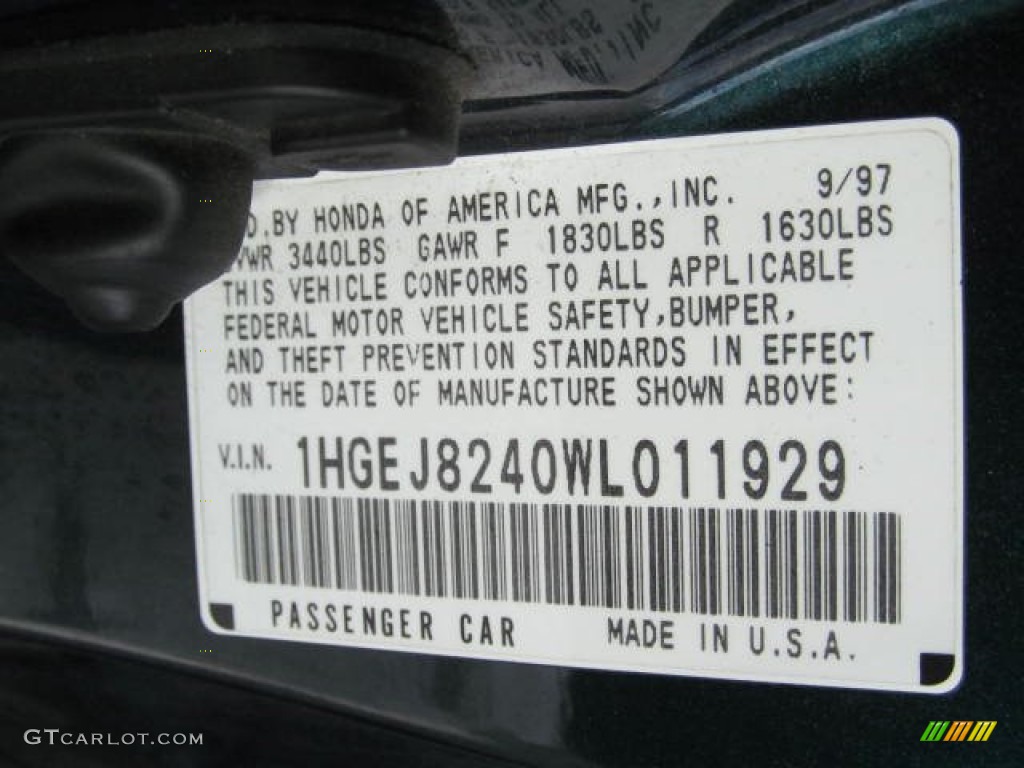 D.BY HONDA OF AMERICA MFG.,INC. 9/97
VWR 3440LBS GAWR F 1830LBS R 1630LBS
THIS VEHICLE CONFORMS TO ALL APPLICABLE
FEDERAL MOTOR VEHICLE SAFETY,BUMPER,
AND THEFT PREVENTION STANDARDS IN EFFECT
ON THE DATE OF MANUFACTURE SHOWN ABOVE:
V.I.N. 1HGEJ8240WL011929
PASSENGER CAR MADE IN U.S.A.
GTCARLOT.COM